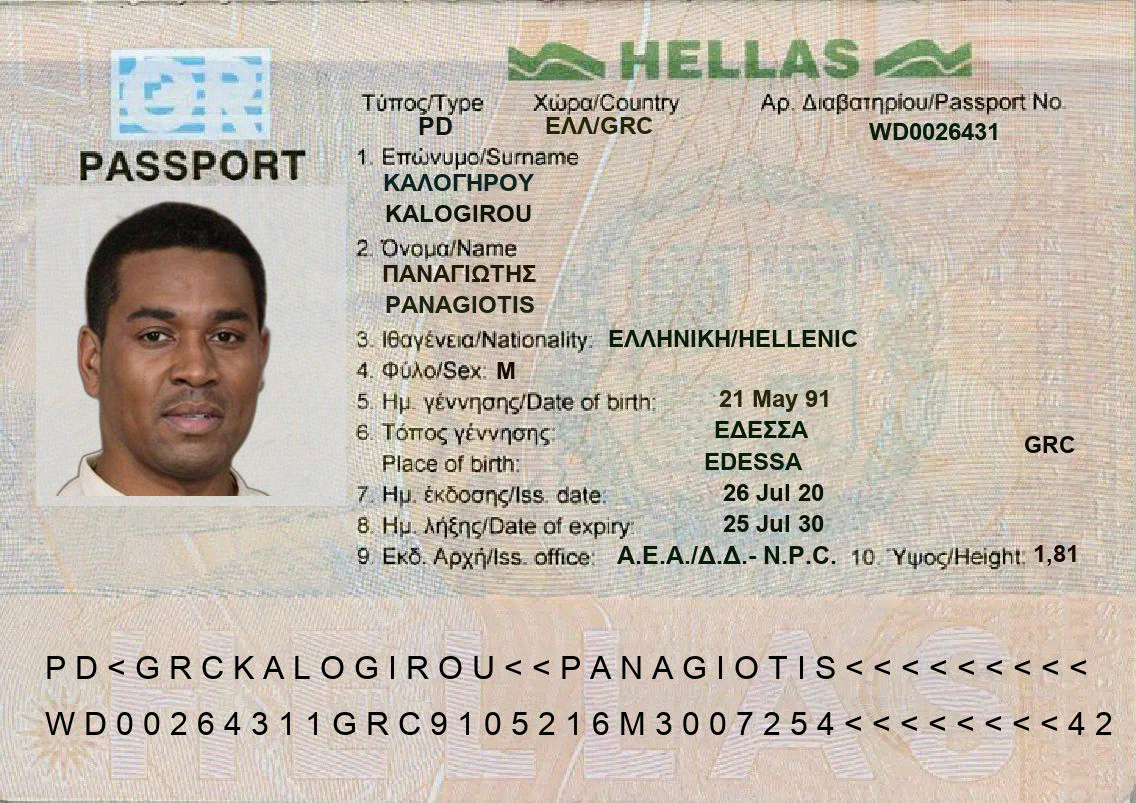 GR
HELLAS
PASSPORT
Τύπος/Type Χώρα/Country Αρ. Διαβατηρίου/Passport No.
PD ΕΛΛ/GRC WD0026431
1. Επώνυμο/Surname
ΚΑΛΟΓΗΡΟΥ
KALOGIROU
2. Όνομα/Name
ΠΑΝΑΓΙΩΤΗΣ
PANAGIOTIS
3. Ιθαγένεια/Nationality: ΕΛΛΗΝΙΚΗ/HELLENIC
4. Φύλο/Sex: M
5. Ημ. γέννησης/Date of birth: 21 May 91
6. Τόπος γέννησης: ΕΔΕΣΣΑ
Place of birth: EDESSA GRC
7. Ημ. έκδοσης/Iss. date: 26 Jul 20
8. Ημ. λήξης/Date of expiry: 25 Jul 30
9 Εκδ. Αρχή/Iss. office: Α.Ε.Α./Δ.Δ.- N.P.C. 10. Ύψος/Height: 1,81
HELLAS
PD<GRCKALOGIROU<<PANAGIOTIS<<<<<<<<<
WD00264311GRC9105216M3007254<<<<<<<<42